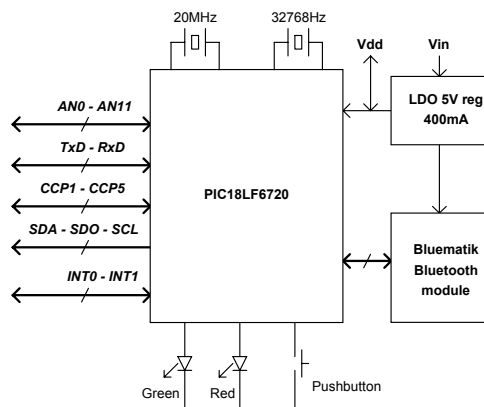 20MHz
32768Hz
Vdd
Vin
LDO 5V reg
400mA
AN0 - AN11
TxD - RxD
CCP1 - CCP5
SDA - SDO - SCL
INT0 - INT1
PIC18LF6720
Bluematik
Bluetooth
module
Green
Red
Pushbutton